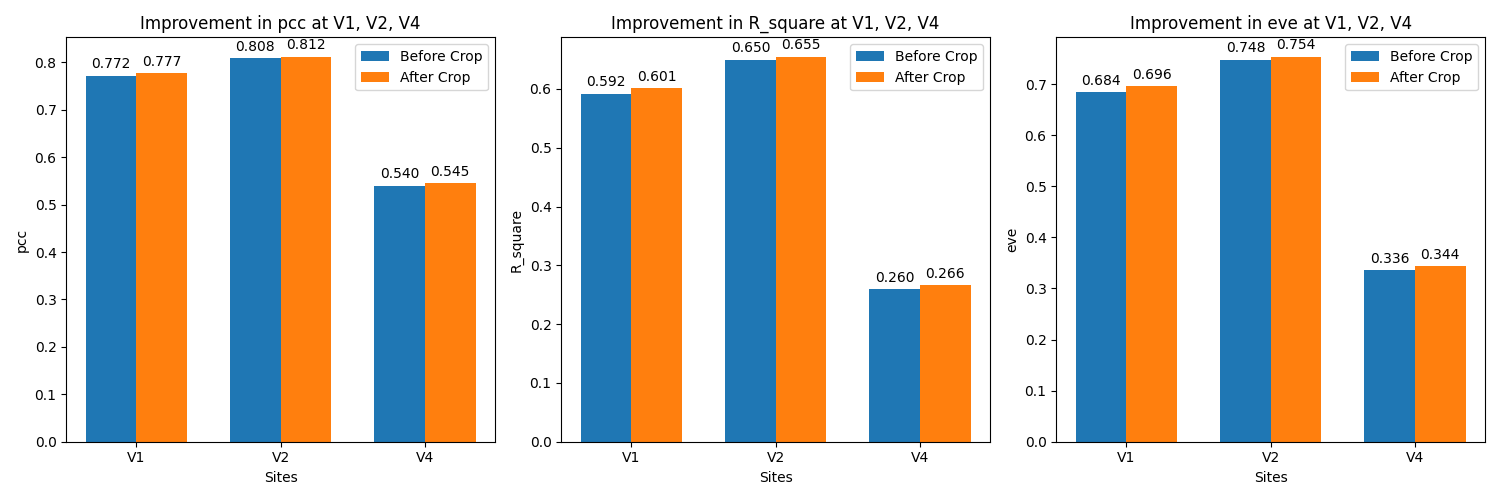 Improvement in pcc at V1, V2, V4
Before Crop
After Crop
0.772
0.777
0.808
0.812
0.540
0.545
0.8
0.7
0.6
0.5
0.4
0.3
0.2
0.1
0.0
pcc
V1
V2
V4
Sites
Improvement in R_square at V1, V2, V4
Before Crop
After Crop
0.592
0.601
0.650
0.655
0.260
0.266
0.6
0.5
0.4
0.3
0.2
0.1
0.0
R_square
V1
V2
V4
Sites
Improvement in eve at V1, V2, V4
Before Crop
After Crop
0.684
0.696
0.748
0.754
0.336
0.344
0.7
0.6
0.5
0.4
0.3
0.2
0.1
0.0
eve
V1
V2
V4
Sites